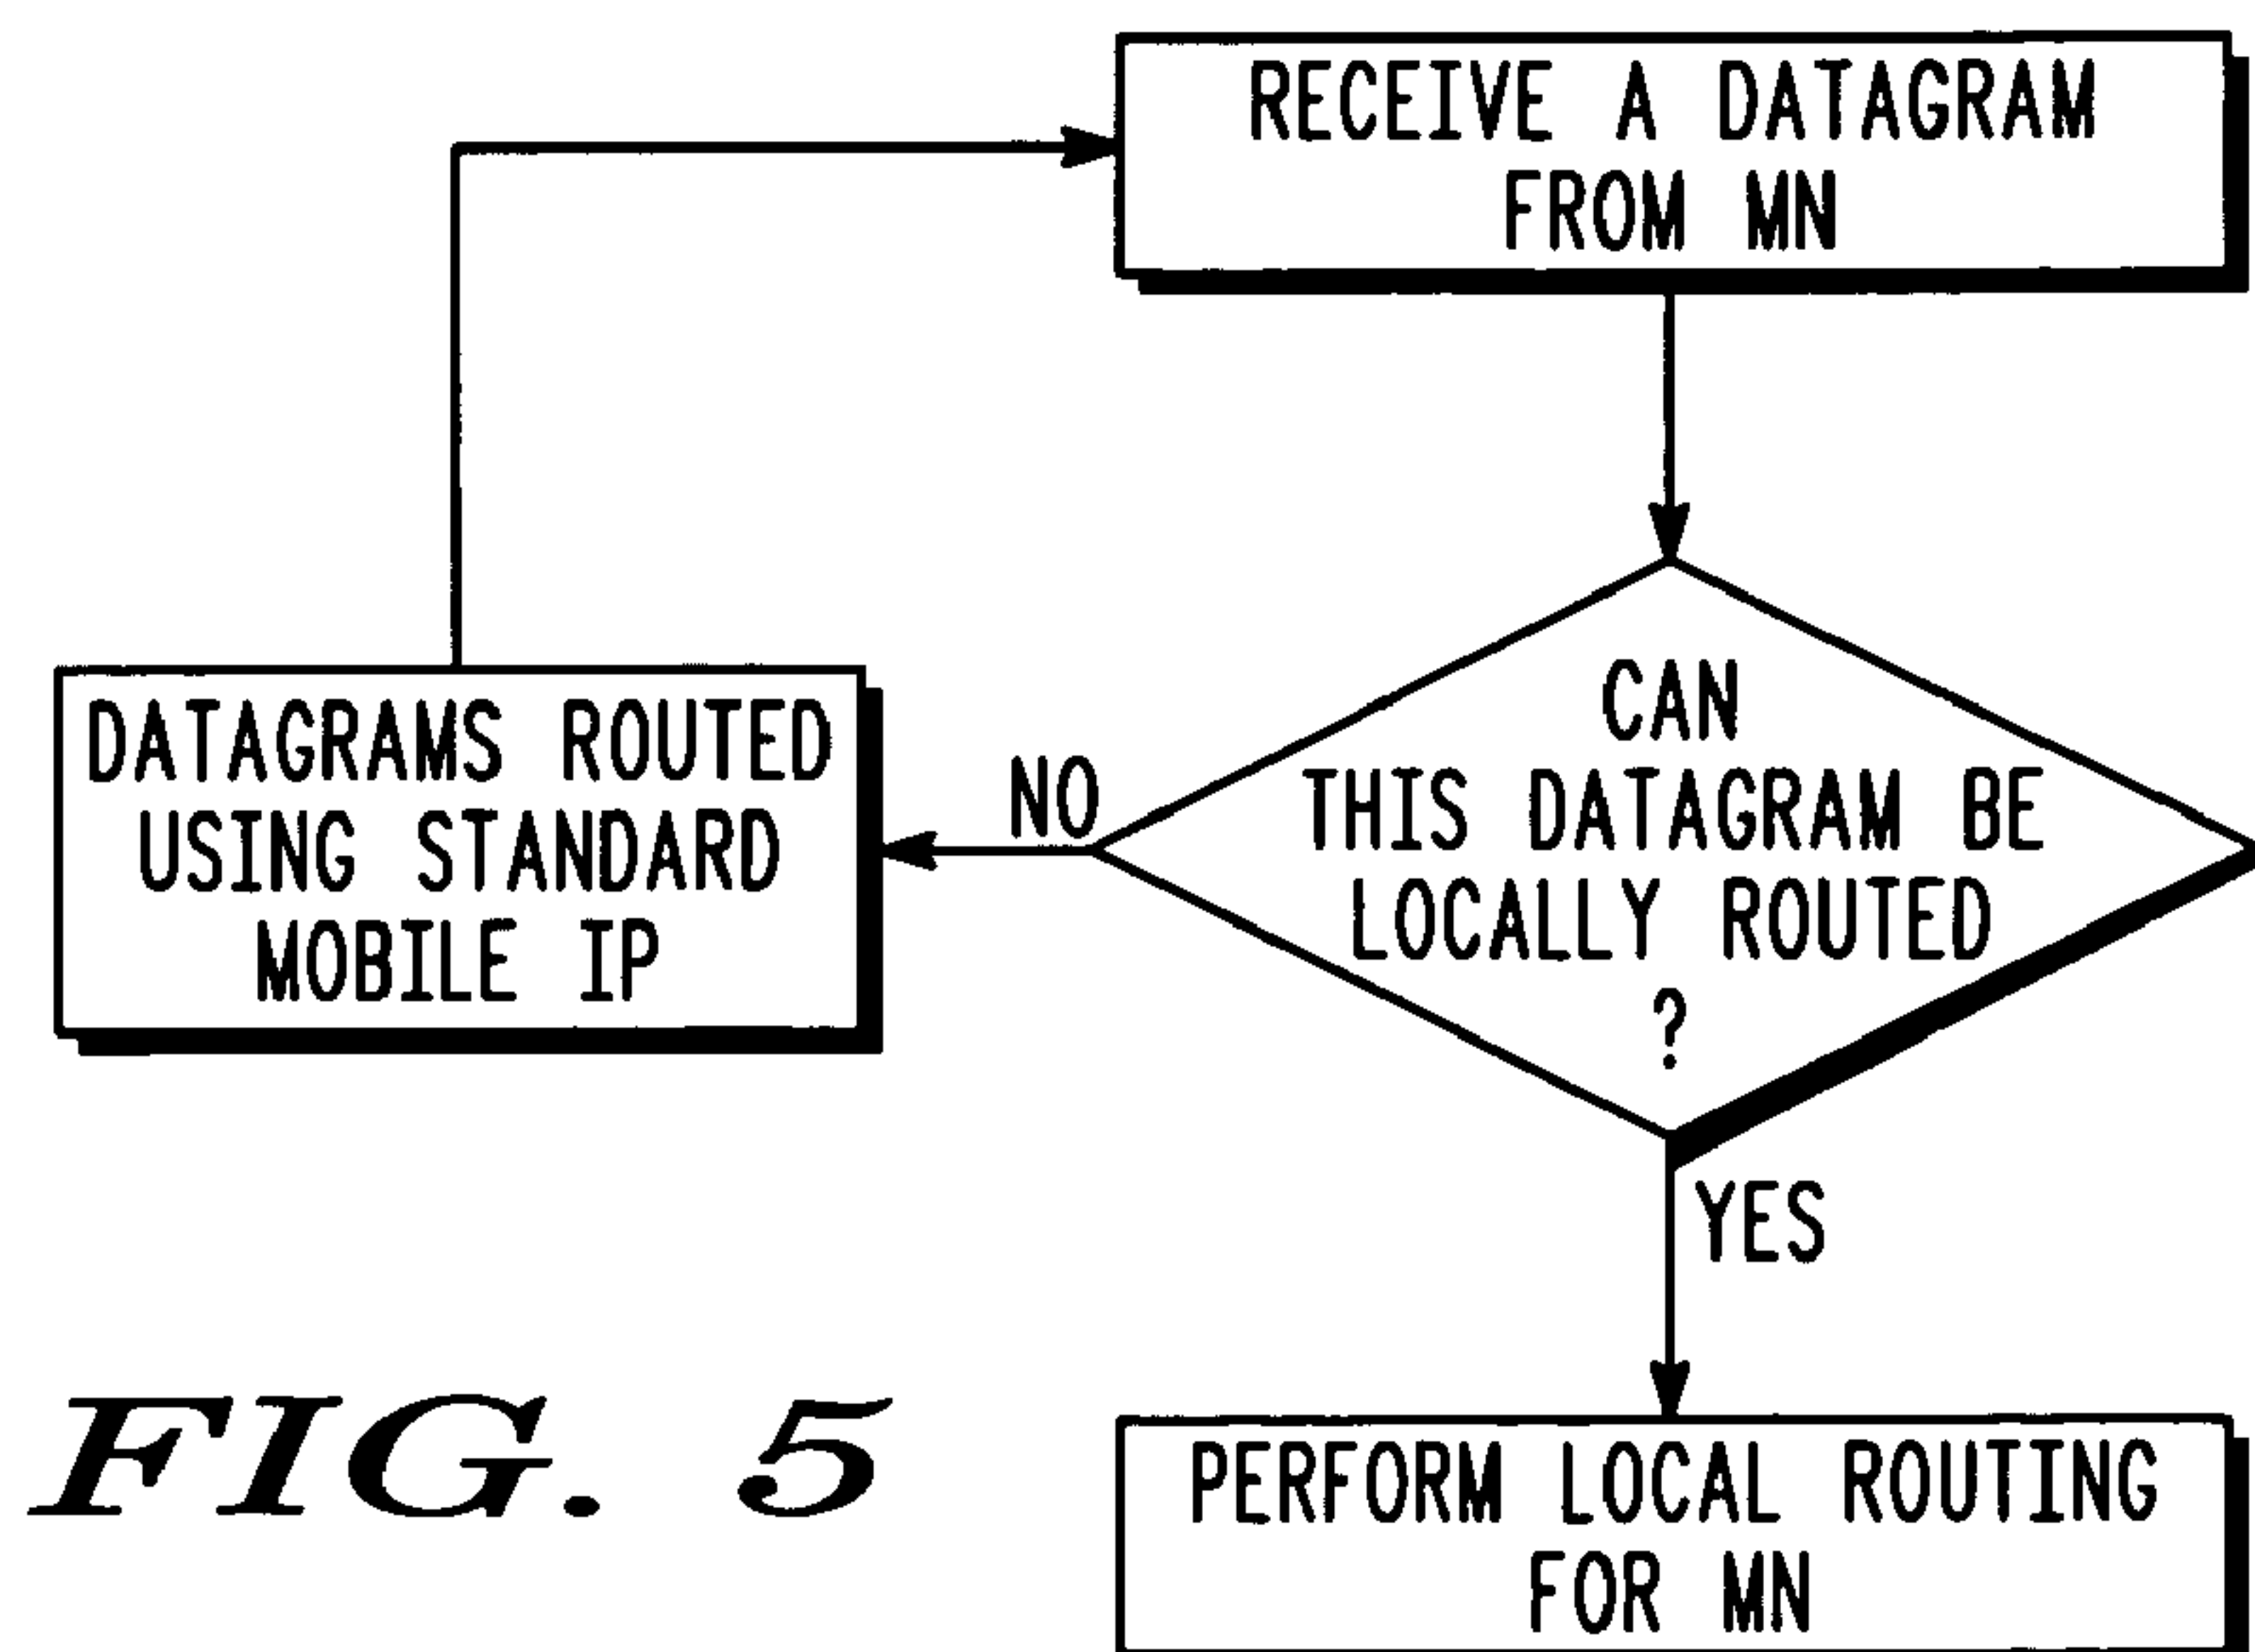 RECEIVE A DATAGRAM
FROM MN
CAN
THIS DATAGRAM BE
LOCALLY ROUTED
?
NO
DATAGRAMS ROUTED
USING STANDARD
MOBILE IP
YES
PERFORM LOCAL ROUTING
FOR MN
FIG. 5